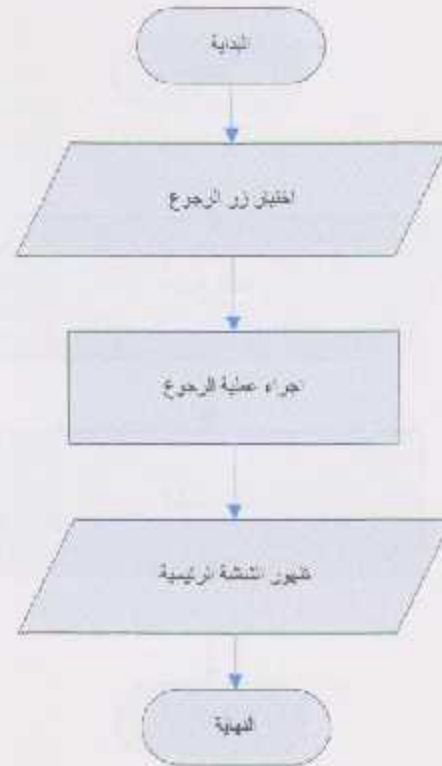 البداية
اختيار زر الرجوع
اجراء عملية الرجوع
ظهور الشاشة الرئيسية
النهاية